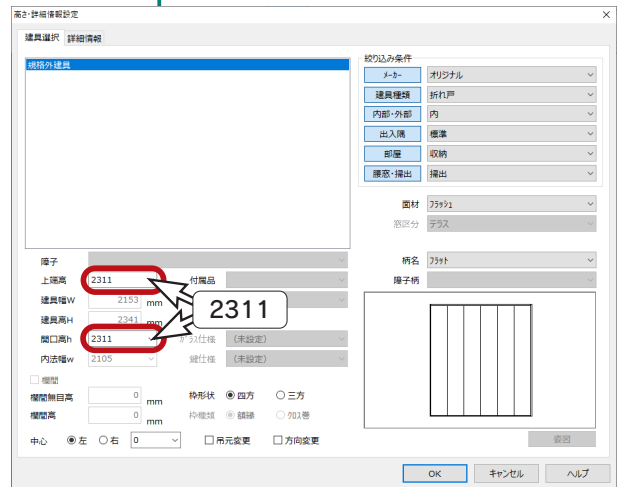 高さ・詳細情報設定
建具選択 詳細情報
規格外建具
絞り込み条件
メーカー オリジナル
建具種類 折れ戸
内部・外部 内
出入隅 標準
部屋 収納
腰窓・掃出 掃出
面材 フラッシュ1
窓区分 テラス
障子
柄名 フラット
上端高 2311 付属品
障子柄
建具幅W 2153 mm
2311
建具高H 2341 mm
開口高h 2311 ガラス仕様 (未設定)
内法幅w 2105 鍵仕様 (未設定)
欄間
欄間無目高 0 mm 枠形状 四方 三方
欄間高 0 mm 枠種類 額縁 クロス巻
中心 左 右 0 吊元変更 方向変更
姿図
OK キャンセル ヘルプ